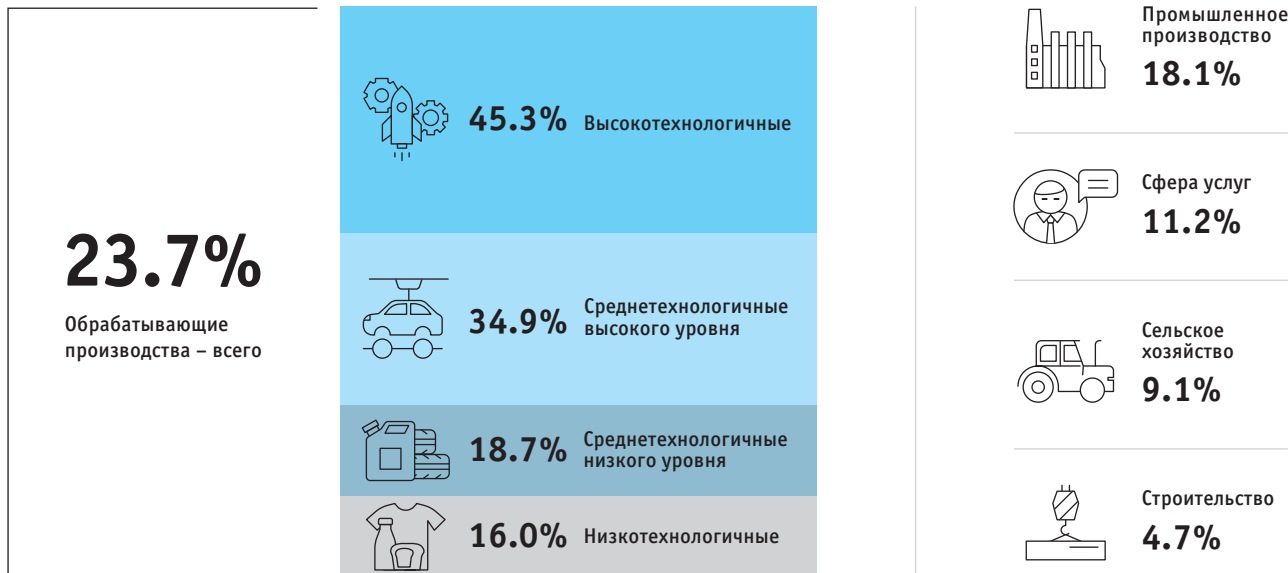 23.7%
Обрабатывающие
производства – всего
45.3%
Высокотехнологичные
34.9%
Среднетехнологичные
высокого уровня
18.7%
Среднетехнологичные
низкого уровня
16.0%
Низкотехнологичные
Промышленное
производство
18.1%
Сфера услуг
11.2%
Сельское
хозяйство
9.1%
Строительство
4.7%